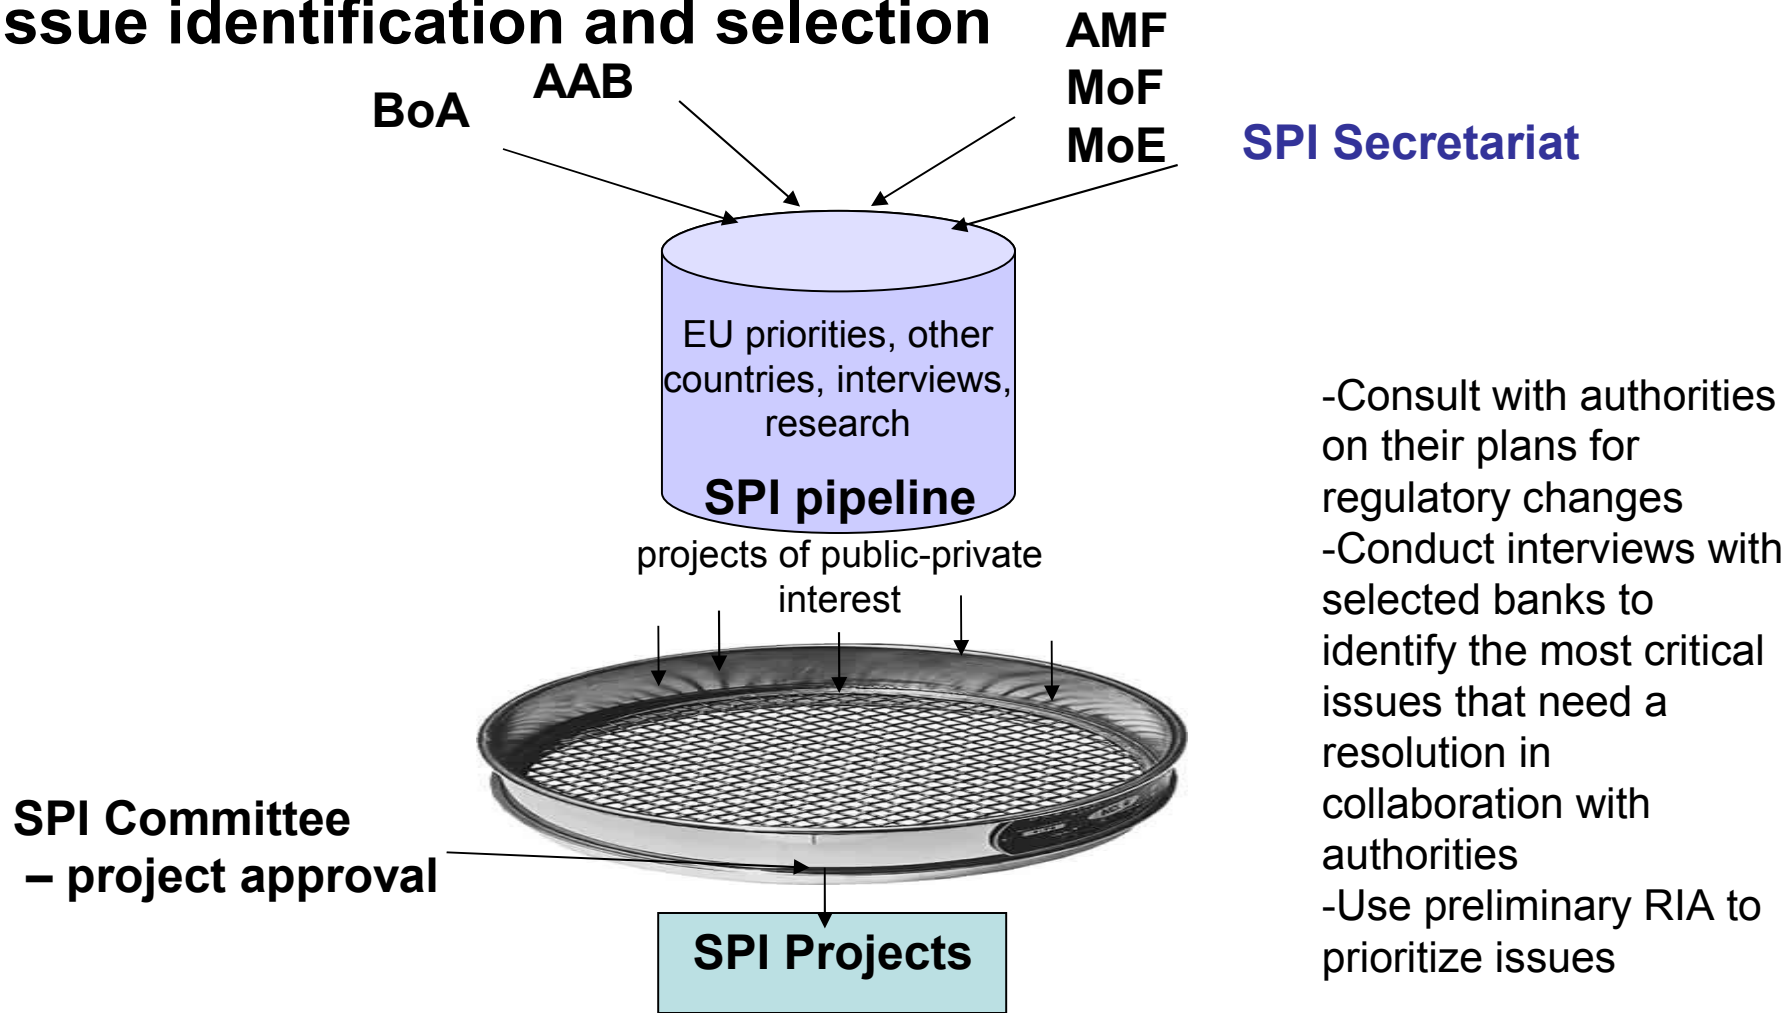 ssue identification and selection
AMF
MoF
MoE
AAB
BoA
SPI Secretariat
EU priorities, other
countries, interviews,
research
SPI pipeline
projects of public-private
interest
-Consult with authorities
on their plans for
regulatory changes
-Conduct interviews with
selected banks to
identify the most critical
issues that need a
resolution in
collaboration with
authorities
-Use preliminary RIA to
prioritize issues
SPI Committee
– project approval
SPI Projects